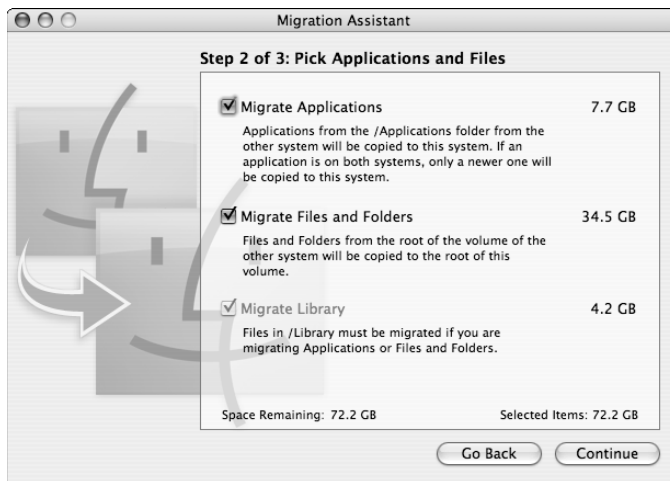 Migration Assistant
Step 2 of 3: Pick Applications and Files
Migrate Applications 7.7 GB
Applications from the /Applications folder from the
other system will be copied to this system. If an
application is on both systems, only a newer one will
be copied to this system.
Migrate Files and Folders 34.5 GB
Files and Folders from the root of the volume of the
other system will be copied to the root of this
volume.
Migrate Library 4.2 GB
Files in /Library must be migrated if you are
migrating Applications or Files and Folders.
Space Remaining: 72.2 GB Selected Items: 72.2 GB
Go Back Continue